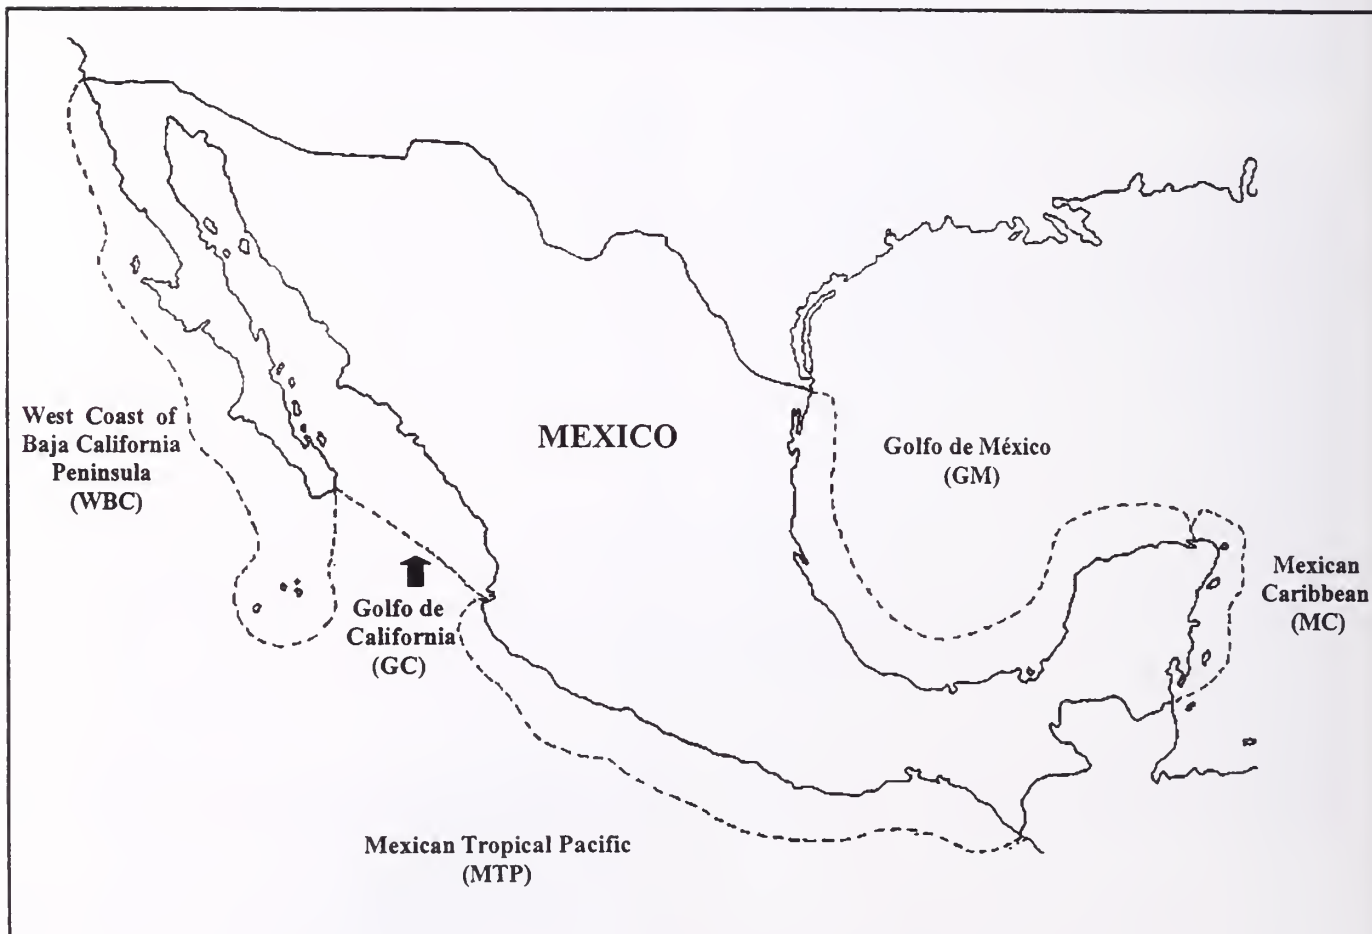 West Coast of
Baja California
Peninsula
(WBC)
MEXICO
Golfo de México
(GM)
Mexican
Caribbean
(MC)
Golfo de
California
(GC)
Mexican Tropical Pacific
(MTP)